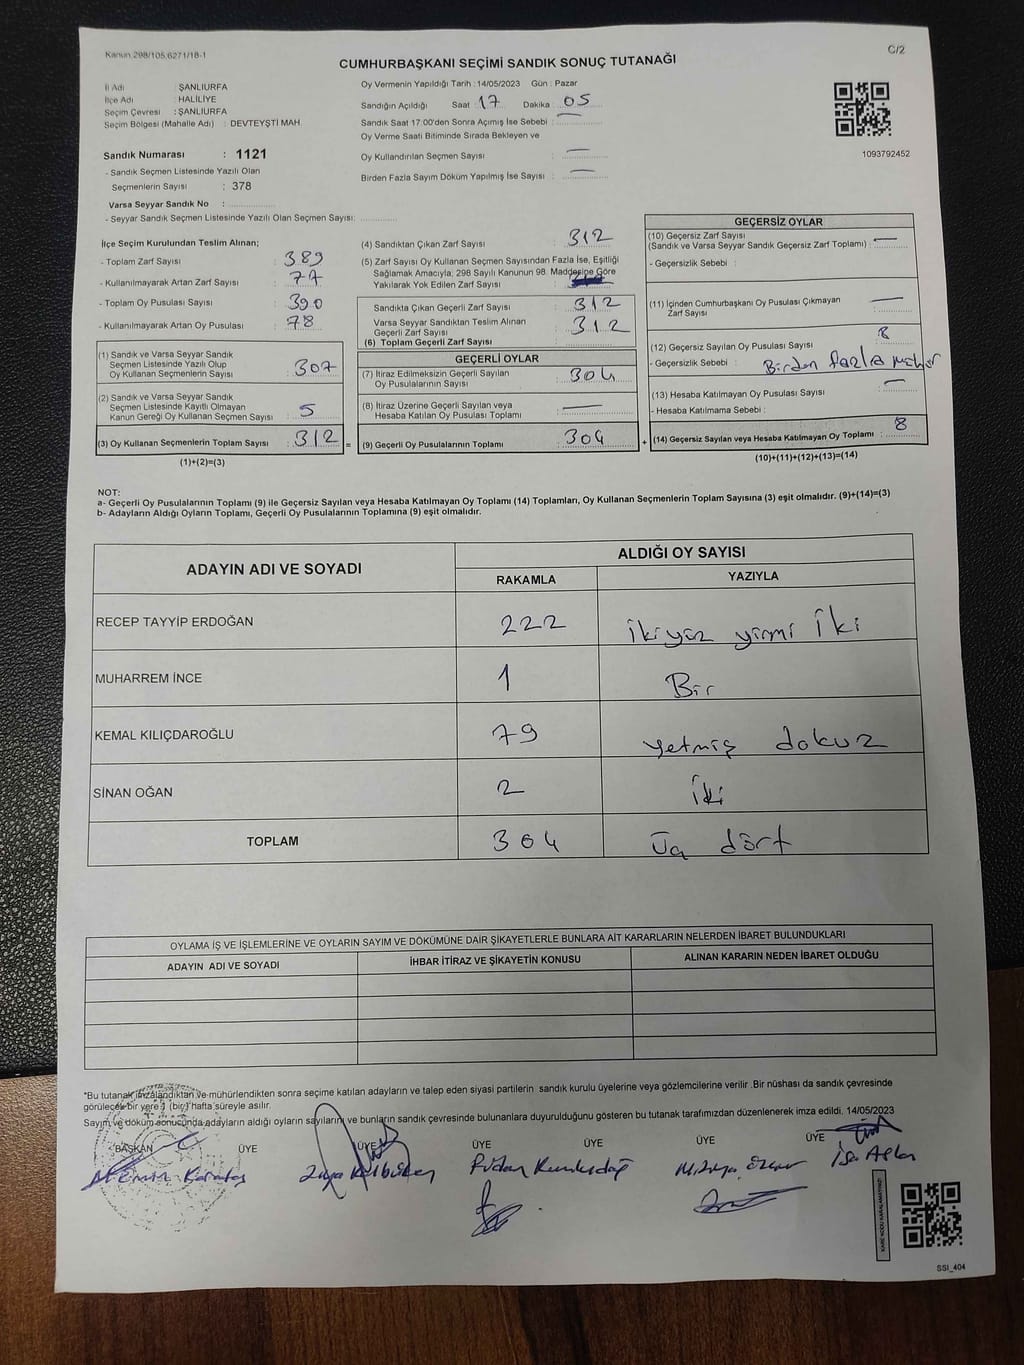 Kanun 298/105,6271/18-1
C/2
CUMHURBAŞKANI SEÇİMİ SANDIK SONUÇ TUTANAĞI
İl Adı : ŞANLIURFA
İlçe Adı : HALİLİYE
Seçim Çevresi : ŞANLIURFA
Seçim Bölgesi (Mahalle Adı) : DEVTEYŞTİ MAH.
Oy Vermenin Yapıldığı Tarih : 14/05/2023 Gün : Pazar
Sandığın Açıldığı Saat : 17 Dakika : 05
Sandık Saat 17.00'den Sonra Açımış İse Sebebi : —
Oy Verme Saati Bitiminde Sırada Bekleyen ve
Oy Kullandırılan Seçmen Sayısı : —
Birden Fazla Sayım Döküm Yapılmış İse Sayısı : —
1093792452
Sandık Numarası : 1121
- Sandık Seçmen Listesinde Yazılı Olan
Seçmenlerin Sayısı : 378
Varsa Seyyar Sandık No :
- Seyyar Sandık Seçmen Listesinde Yazılı Olan Seçmen Sayısı:
İlçe Seçim Kurulundan Teslim Alınan;
- Toplam Zarf Sayısı : 389
- Kullanılmayarak Artan Zarf Sayısı : 77
- Toplam Oy Pusulası Sayısı : 390
- Kullanılmayarak Artan Oy Pusulası : 78
(1) Sandık ve Varsa Seyyar Sandık
Seçmen Listesinde Yazılı Olup
Oy Kullanan Seçmenlerin Sayısı : 307
(2) Sandık ve Varsa Seyyar Sandık
Seçmen Listesinde Kayıtlı Olmayan
Kanun Gereği Oy Kullanan Seçmen Sayısı : 5
(3) Oy Kullanan Seçmenlerin Toplam Sayısı : 312 =
(1)+(2)=(3)
(4) Sandıktan Çıkan Zarf Sayısı : 312
(5) Zarf Sayısı Oy Kullanan Seçmen Sayısından Fazla İse, Eşitliği
Sağlamak Amacıyla; 298 Sayılı Kanunun 98. Maddesine Göre
Yakılarak Yok Edilen Zarf Sayısı :
Sandıkta Çıkan Geçerli Zarf Sayısı : 312
Varsa Seyyar Sandıktan Teslim Alınan
Geçerli Zarf Sayısı : 312
(6) Toplam Geçerli Zarf Sayısı :
GEÇERLİ OYLAR
(7) İtiraz Edilmeksizin Geçerli Sayılan
Oy Pusulalarının Sayısı : 304
(8) İtiraz Üzerine Geçerli Sayılan veya
Hesaba Katılan Oy Pusulası Toplamı : —
(9) Geçerli Oy Pusulalarının Toplamı : 304 +
GEÇERSİZ OYLAR
(10) Geçersiz Zarf Sayısı
(Sandık ve Varsa Seyyar Sandık Geçersiz Zarf Toplamı) : —
- Geçersizlik Sebebi :
(11) İçinden Cumhurbaşkanı Oy Pusulası Çıkmayan
Zarf Sayısı : —
(12) Geçersiz Sayılan Oy Pusulası Sayısı : 8
- Geçersizlik Sebebi : Birden fazla mühür
(13) Hesaba Katılmayan Oy Pusulası Sayısı : —
- Hesaba Katılmama Sebebi :
(14) Geçersiz Sayılan veya Hesaba Katılmayan Oy Toplamı : 8
(10)+(11)+(12)+(13)=(14)
NOT:
a- Geçerli Oy Pusulalarının Toplamı (9) ile Geçersiz Sayılan veya Hesaba Katılmayan Oy Toplamı (14) Toplamları, Oy Kullanan Seçmenlerin Toplam Sayısına (3) eşit olmalıdır. (9)+(14)=(3)
b- Adayların Aldığı Oyların Toplamı, Geçerli Oy Pusulalarının Toplamına (9) eşit olmalıdır.
ADAYIN ADI VE SOYADI ALDIĞI OY SAYISI
RAKAMLA YAZIYLA
RECEP TAYYİP ERDOĞAN 222 İkiyüz yirmi İki
MUHARREM İNCE 1 Bir
KEMAL KILIÇDAROĞLU 79 yetmiş dokuz
SİNAN OĞAN 2 İki
TOPLAM 304 Üç dört
OYLAMA İŞ VE İŞLEMLERİNE VE OYLARIN SAYIM VE DÖKÜMÜNE DAİR ŞİKAYETLERLE BUNLARA AİT KARARLARIN NELERDEN İBARET BULUNDUKLARI
ADAYIN ADI VE SOYADI İHBAR İTİRAZ VE ŞİKAYETİN KONUSU ALINAN KARARIN NEDEN İBARET OLDUĞU
*Bu tutanak imzalandıktan ve mühürlendikten sonra seçime katılan adayların ve talep eden siyasi partilerin sandık kurulu üyelerine veya gözlemcilerine verilir .Bir nüshası da sandık çevresinde
görülecek bir yere 1 (bir) hafta süreyle asılır.
Sayım ve döküm sonucunda adayların aldığı oyların sayılarını ve bunların sandık çevresinde bulunanlara duyurulduğunu gösteren bu tutanak tarafımızdan düzenlenerek imza edildi. 14/05/2023
BAŞKAN ÜYE ÜYE ÜYE ÜYE ÜYE ÜYE
Karataş
İsa Aslan
KARE KODU KARALAMAYINIZ!
SSI_404